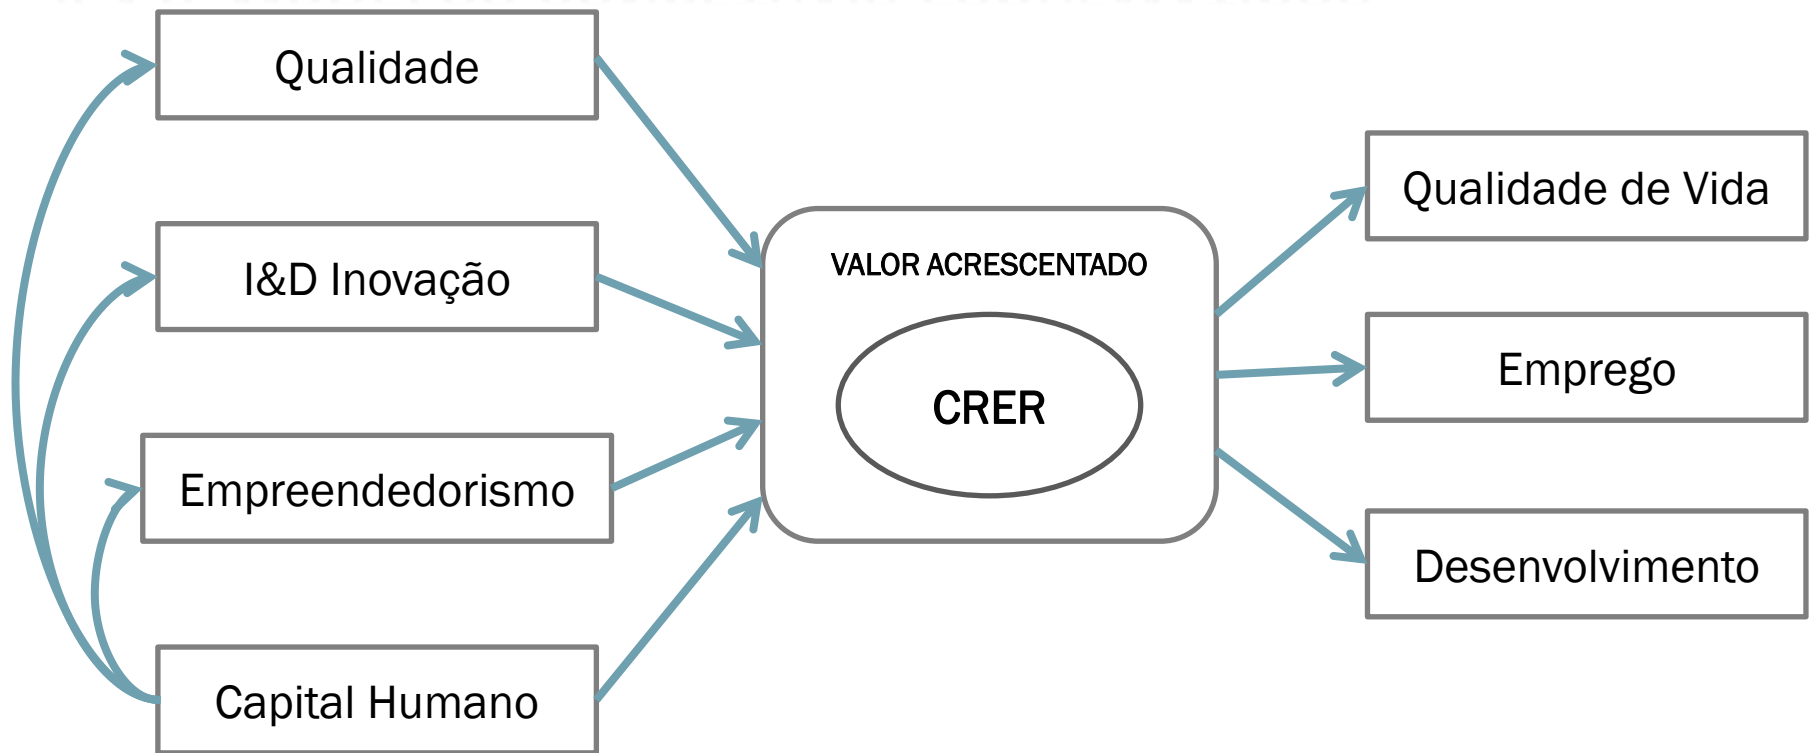 Qualidade
I&D Inovação
Empreendedorismo
Capital Humano
VALOR ACRESCENTADO
CRER
Qualidade de Vida
Emprego
Desenvolvimento